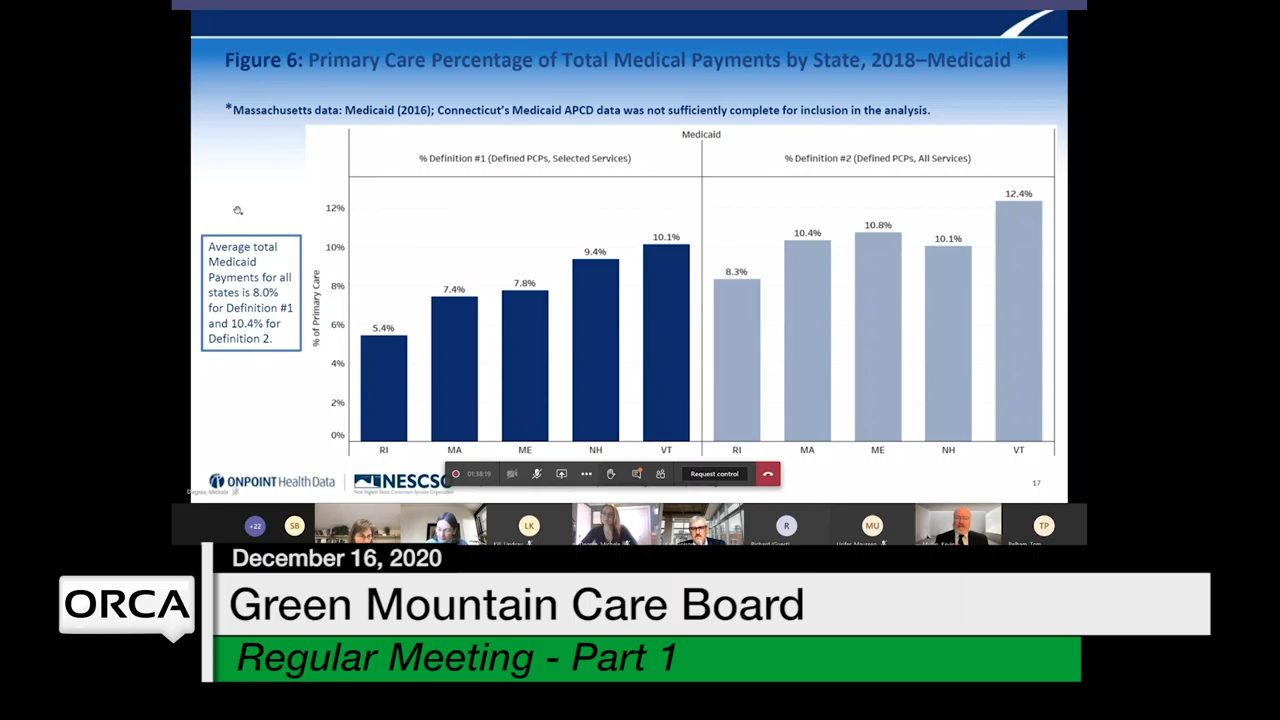 Figure 6: Primary Care Percentage of Total Medical Payments by State, 2018–Medicaid *
*Massachusetts data: Medicaid (2016); Connecticut's Medicaid APCD data was not sufficiently complete for inclusion in the analysis.
Medicaid
% Definition #1 (Defined PCPs, Selected Services)
% Definition #2 (Defined PCPs, All Services)
Average total
Medicaid
Payments for all
states is 8.0%
for Definition #1
and 10.4% for
Definition 2.
% of Primary Care
12%
10%
8%
6%
4%
2%
0%
5.4%
7.4%
7.8%
9.4%
10.1%
8.3%
10.4%
10.8%
10.1%
12.4%
RI
MA
ME
NH
VT
RI
MA
ME
NH
VT
ONPOINT Health Data
NESCSO
01:38:19
Request control
17
+22
SB
LK
R
MU
TP
December 16, 2020
ORCA
Green Mountain Care Board
Regular Meeting - Part 1